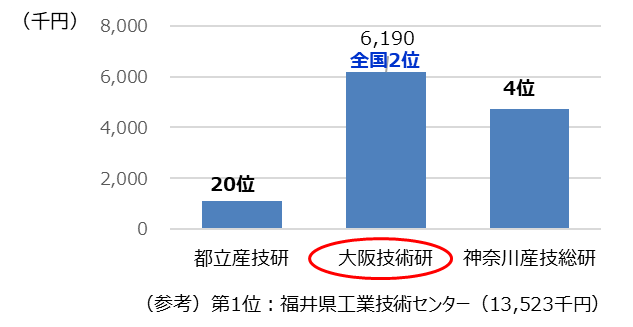 （千円）
8,000
6,190
全国2位
6,000
4位
4,000
20位
2,000
0
都立産技研
大阪技術研
神奈川産技総研
（参考）第1位：福井県工業技術センター（13,523千円）